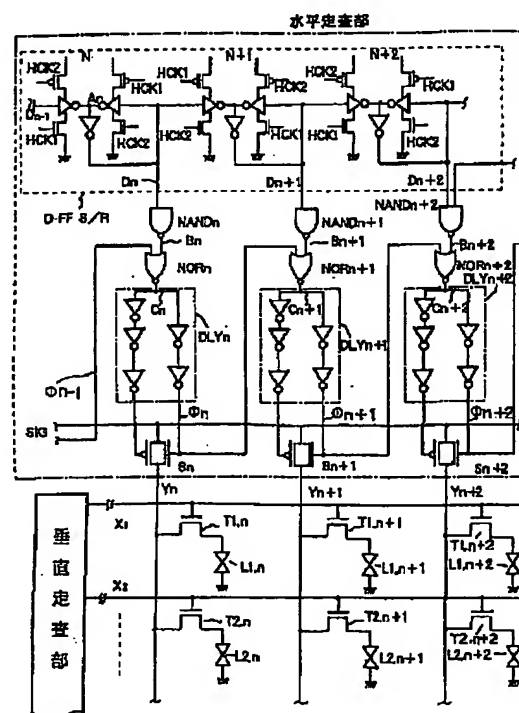 水平走査部
N N+1 N+2
HCK2 HCK1 HCK2 HCK1
HCK2 HCK1
An
Dn-1
HCK1 HCK2 HCK2 HCK1 HCK1 HCK2
Dn Dn+1 Dn+2
D-FF S/R
NANDn NANDn+1 NANDn+2
Bn Bn+1 Bn+2
NORn NORn+1 NORn+2
DLYn+2
Cn Cn+1 Cn+2
DLYn DLYn+1
Φn-1
Φn Φn+1 Φn+2
SIG
Sn Bn+1 Sn+2
Yn Yn+1 Yn+2
垂直走査部
X1
T1,n T1,n+1 T1,n+2
L1,n L1,n+1 L1,n+2
X2
T2,n T2,n+1 T2,n+2
L2,n L2,n+1 L2,n+2